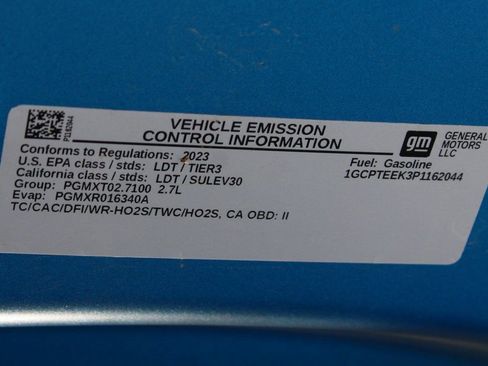 P1162044
VEHICLE EMISSION
CONTROL INFORMATION
gm
GENERAL
MOTORS
LLC
Conforms to Regulations: 2023
U.S. EPA class / stds: LDT / TIER3
California class / stds: LDT / SULEV30
Group: PGMXT02.7100 2.7L
Evap: PGMXR016340A
TC/CAC/DFI/WR-HO2S/TWC/HO2S, CA OBD: II
Fuel: Gasoline
1GCPTEEK3P1162044